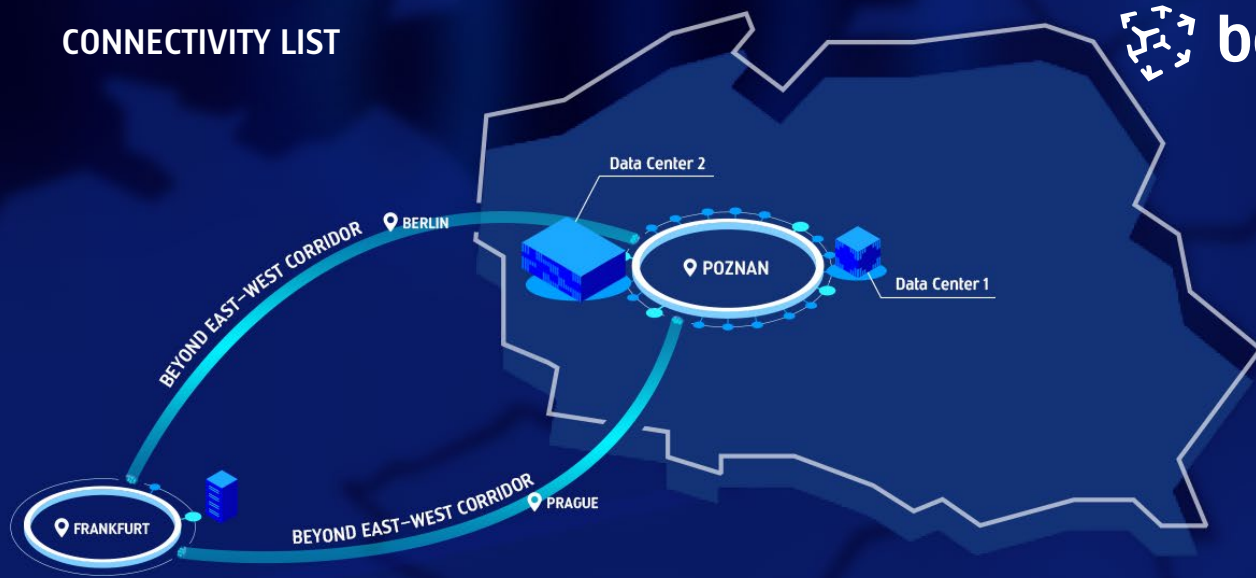 CONNECTIVITY LIST
Data Center 2
BERLIN
BEYOND EAST-WEST CORRIDOR
POZNAN
Data Center 1
FRANKFURT
BEYOND EAST-WEST CORRIDOR
PRAGUE